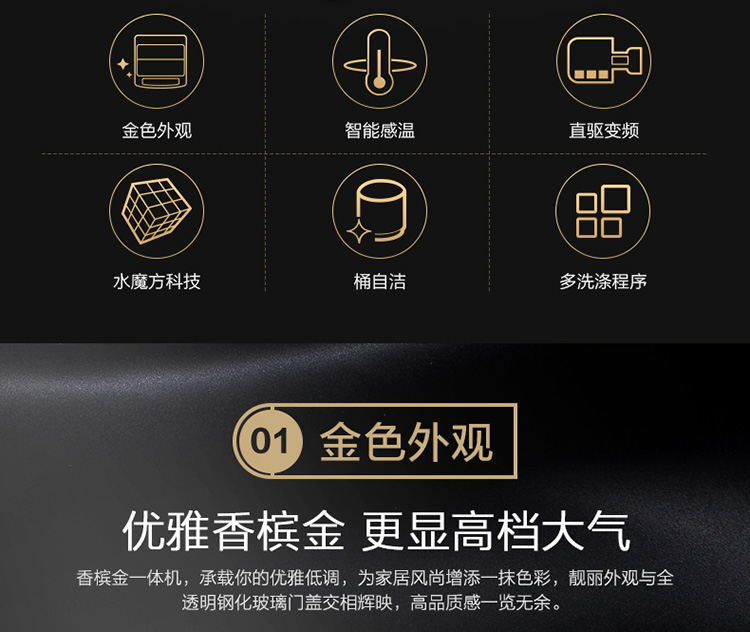 金色外观 智能感温 直驱变频
水魔方科技 桶自洁 多洗涤程序
01 金色外观
优雅香槟金 更显高档大气
香槟金一体机，承载你的优雅低调，为家居风尚增添一抹色彩，靓丽外观与全
透明钢化玻璃门盖交相辉映，高品质感一览无余。